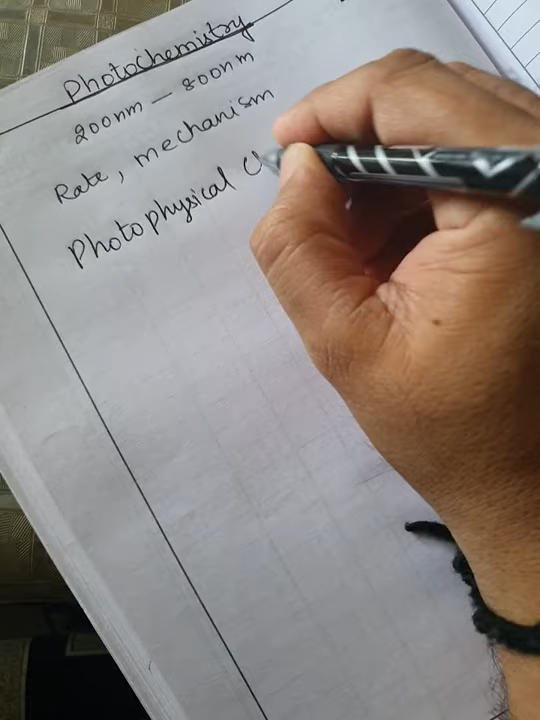 Photochemistry
200nm - 800nm
Rate, mechanism
Photophysical